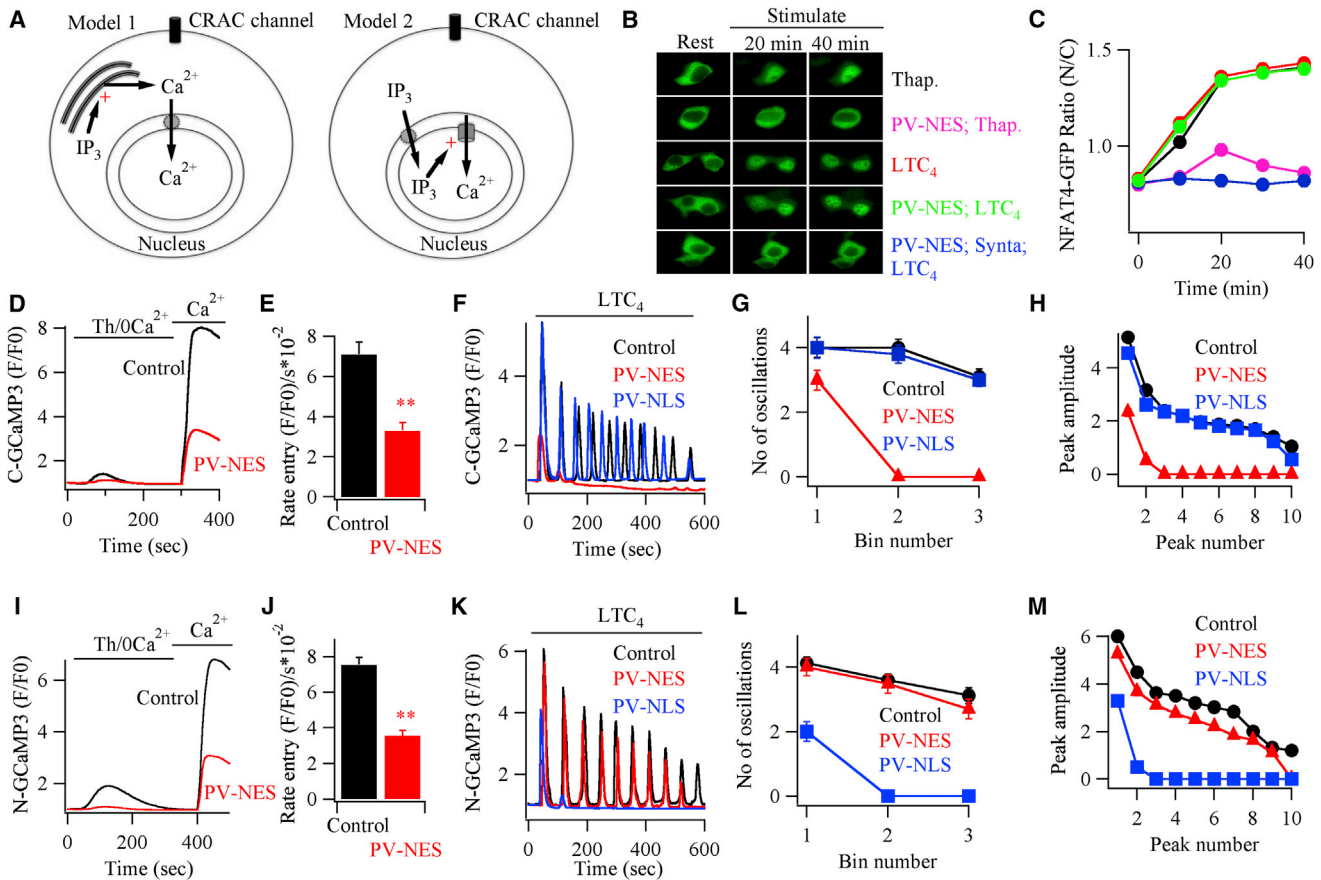 A
Model 1
CRAC channel
Ca2+
+
IP3
Ca2+
Nucleus
Model 2
CRAC channel
IP3
+
IP3
Ca2+
Nucleus
B
Stimulate
Rest
20 min
40 min
Thap.
PV-NES; Thap.
LTC4
PV-NES; LTC4
PV-NES; Synta;
LTC4
C
NFAT4-GFP Ratio (N/C)
1.5
1.0
0
20
40
Time (min)
D
Ca2+
Th/0Ca2+
Control
PV-NES
C-GCaMP3 (F/F0)
8
6
4
2
0
200
400
Time (sec)
E
Rate entry (F/F0)/s*10-2
8
6
4
2
0
**
Control
PV-NES
F
LTC4
Control
PV-NES
PV-NLS
C-GCaMP3 (F/F0)
4
2
0
0
200
400
600
Time (sec)
G
No of oscillations
4
2
0
Control
PV-NES
PV-NLS
1
2
3
Bin number
H
Control
PV-NES
PV-NLS
Peak amplitude
4
2
0
2
4
6
8
10
Peak number
I
Ca2+
Th/0Ca2+
Control
PV-NES
N-GCaMP3 (F/F0)
6
4
2
0
0
200
400
Time (sec)
J
Rate entry (F/F0)/s*10-2
8
6
4
2
0
**
Control
PV-NES
K
LTC4
Control
PV-NES
PV-NLS
N-GCaMP3 (F/F0)
6
4
2
0
200
400
600
Time (sec)
L
No of oscillations
4
2
0
Control
PV-NES
PV-NLS
1
2
3
Bin number
M
Control
PV-NES
PV-NLS
Peak amplitude
6
4
2
0
2
4
6
8
10
Peak number